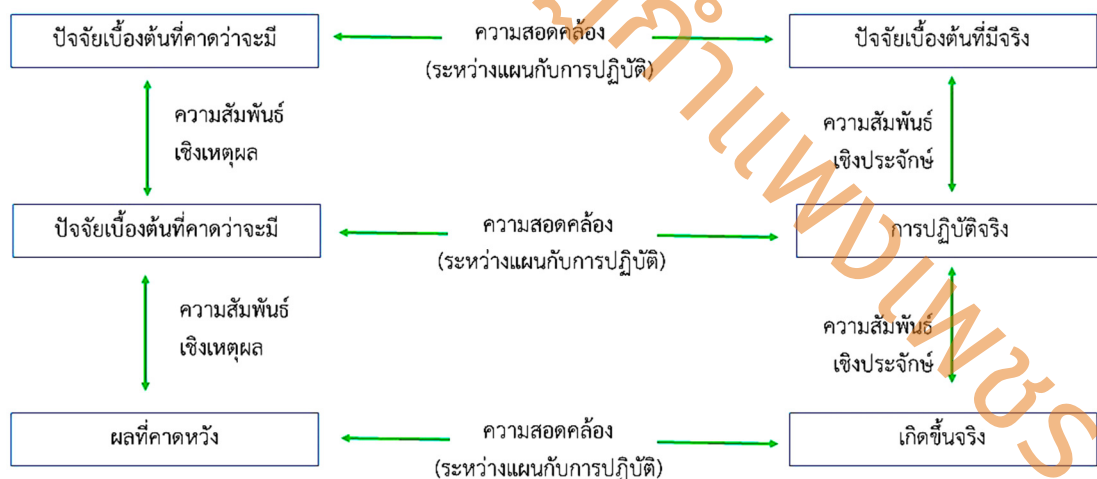 ปัจจัยเบื้องต้นที่คาดว่าจะมี
ความสอดคล้อง
(ระหว่างแผนกับการปฏิบัติ)
ปัจจัยเบื้องต้นที่มีจริง
ความสัมพันธ์
เชิงเหตุผล
ความสัมพันธ์
เชิงประจักษ์
ปัจจัยเบื้องต้นที่คาดว่าจะมี
ความสอดคล้อง
(ระหว่างแผนกับการปฏิบัติ)
การปฏิบัติจริง
ความสัมพันธ์
เชิงเหตุผล
ความสัมพันธ์
เชิงประจักษ์
ผลที่คาดหวัง
ความสอดคล้อง
(ระหว่างแผนกับการปฏิบัติ)
เกิดขึ้นจริง
กำแพงเพชร